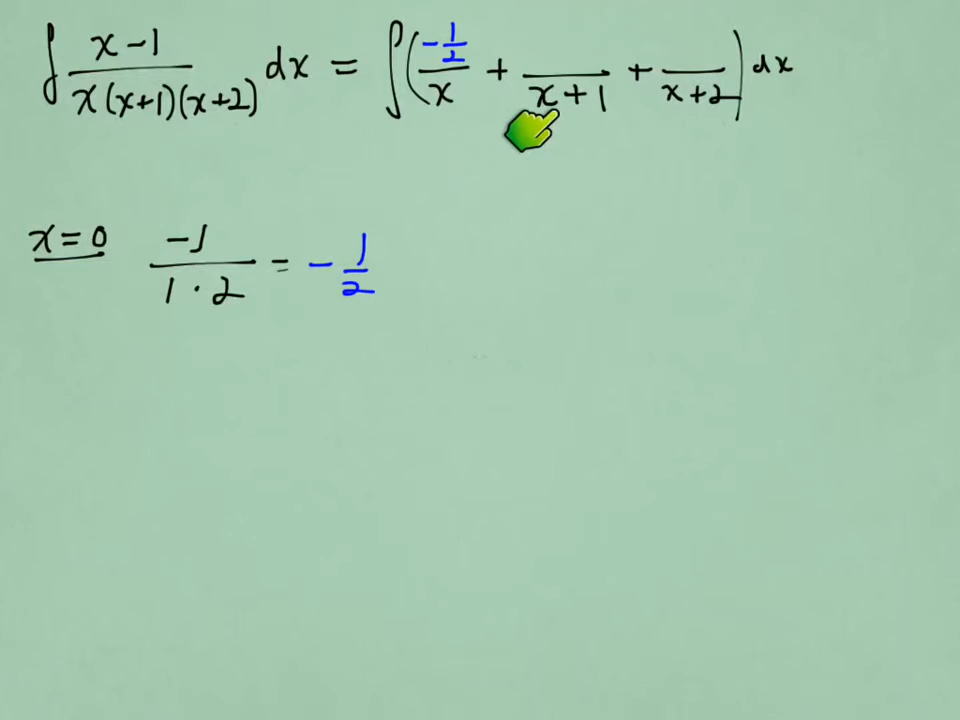 ∫ (x-1)/(x(x+1)(x+2)) dx = ∫ ( (-1/2)/x + /(x+1) + /(x+2) ) dx
x=0 (-1)/(1·2) = -1/2